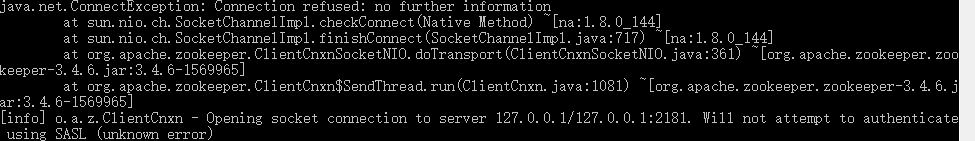 java.net.ConnectException: Connection refused: no further information
at sun.nio.ch.SocketChannelImpl.checkConnect(Native Method) ~[na:1.8.0_144]
at sun.nio.ch.SocketChannelImpl.finishConnect(SocketChannelImpl.java:717) ~[na:1.8.0_144]
at org.apache.zookeeper.ClientCnxnSocketNIO.doTransport(ClientCnxnSocketNIO.java:361) ~[org.apache.zookeeper.zoo
keeper-3.4.6.jar:3.4.6-1569965]
at org.apache.zookeeper.ClientCnxn$SendThread.run(ClientCnxn.java:1081) ~[org.apache.zookeeper.zookeeper-3.4.6.j
ar:3.4.6-1569965]
[info] o.a.z.ClientCnxn - Opening socket connection to server 127.0.0.1/127.0.0.1:2181. Will not attempt to authenticate
using SASL (unknown error)